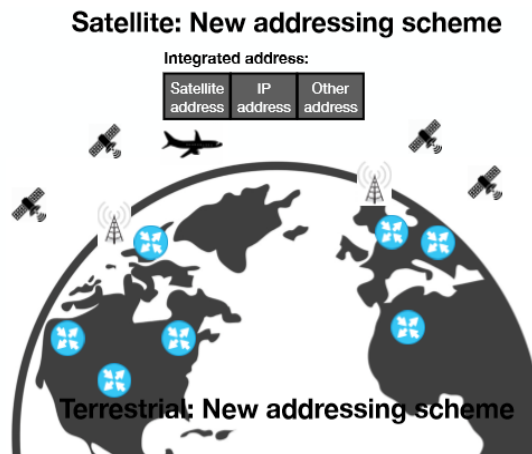 Satellite: New addressing scheme
Integrated address:
Satellite address
IP address
Other address
Terrestrial: New addressing scheme